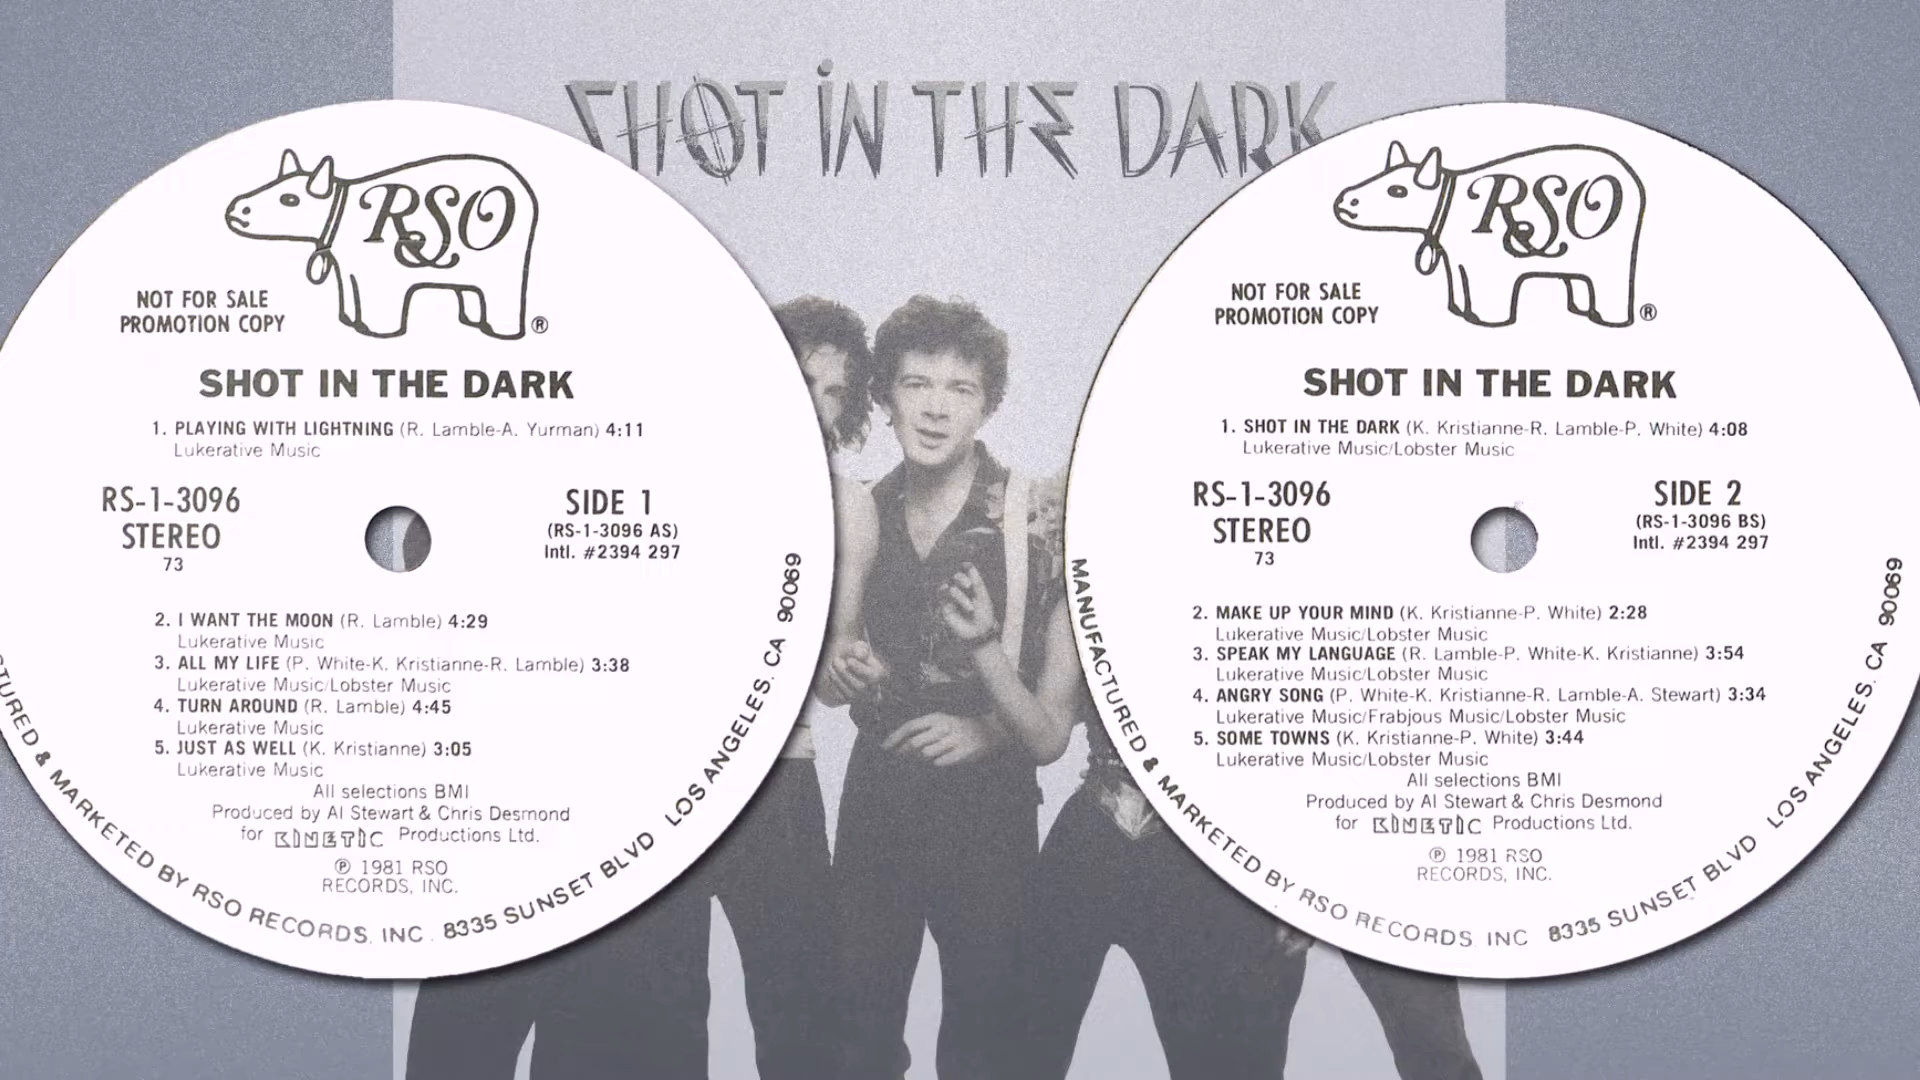 SHOT IN THE DARK
RSO
®
NOT FOR SALE
PROMOTION COPY
SHOT IN THE DARK
1. PLAYING WITH LIGHTNING (R. Lamble-A. Yurman) 4:11
Lukerative Music
RS-1-3096
STEREO
73
SIDE 1
(RS-1-3096 AS)
Intl. #2394 297
2. I WANT THE MOON (R. Lamble) 4:29
Lukerative Music
3. ALL MY LIFE (P. White-K. Kristianne-R. Lamble) 3:38
Lukerative Music/Lobster Music
4. TURN AROUND (R. Lamble) 4:45
Lukerative Music
5. JUST AS WELL (K. Kristianne) 3:05
Lukerative Music
All selections BMI
Produced by Al Stewart & Chris Desmond
for KINETIC Productions Ltd.
℗ 1981 RSO
RECORDS, INC.
CTURED & MARKETED BY RSO RECORDS, INC. 8335 SUNSET BLVD LOS ANGELES, CA 90069
RSO
®
NOT FOR SALE
PROMOTION COPY
SHOT IN THE DARK
1. SHOT IN THE DARK (K. Kristianne-R. Lamble-P. White) 4:08
Lukerative Music/Lobster Music
RS-1-3096
STEREO
73
SIDE 2
(RS-1-3096 BS)
Intl. #2394 297
2. MAKE UP YOUR MIND (K. Kristianne-P. White) 2:28
Lukerative Music/Lobster Music
3. SPEAK MY LANGUAGE (R. Lamble-P. White-K. Kristianne) 3:54
Lukerative Music/Lobster Music
4. ANGRY SONG (P. White-K. Kristianne-R. Lamble-A. Stewart) 3:34
Lukerative Music/Frabjous Music/Lobster Music
5. SOME TOWNS (K. Kristianne-P. White) 3:44
Lukerative Music/Lobster Music
All selections BMI
Produced by Al Stewart & Chris Desmond
for KINETIC Productions Ltd.
℗ 1981 RSO
RECORDS, INC.
MANUFACTURED & MARKETED BY RSO RECORDS, INC 8335 SUNSET BLVD LOS ANGELES, CA 90069